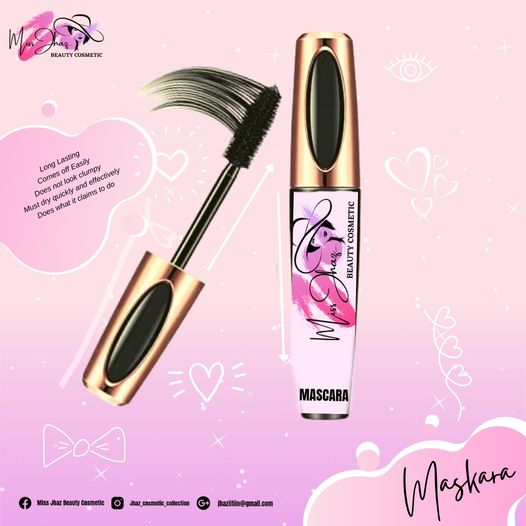 Miss Jhaz
BEAUTY COSMETIC
Long Lasting
Comes off Easily
Does not look clumpy
Must dry quickly and effectively
Does what it claims to do
Miss Jhaz
BEAUTY COSMETIC
MASCARA
Maskara
Miss Jhaz Beauty Cosmetic
Jhaz_cosmetic_collection
G+
jhazlitiin@gmail.com